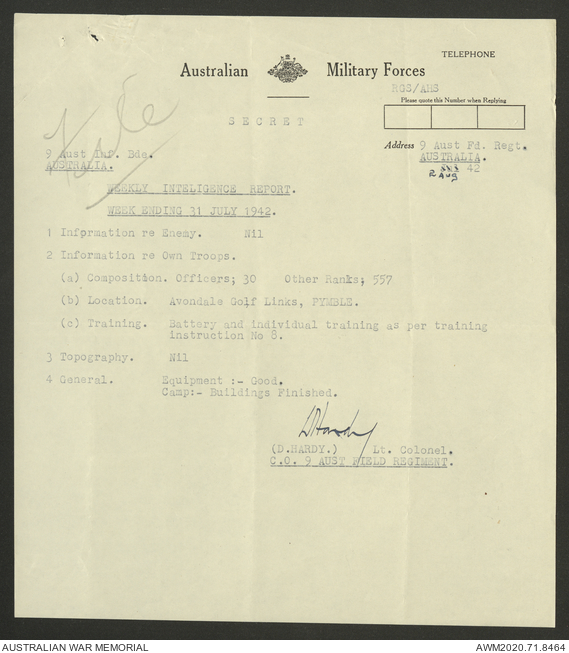 TELEPHONE
Australian Military Forces
RGS/AHS
Please quote this Number when Replying
S E C R E T
Address 9 Aust Fd. Regt.
AUSTRALIA.
2 AUG 42
9 Aust Inf. Bde.
AUSTRALIA.
WEEKLY INTELIGENCE REPORT.
WEEK ENDING 31 JULY 1942.
1 Information re Enemy. Nil
2 Information re Own Troops.
(a) Composition. Officers; 30 Other Ranks; 557
(b) Location. Avondale Golf Links, PYMBLE.
(c) Training. Battary and individual training as per training
instruction No 8.
3 Topography. Nil
4 General. Equipment :- Good.
Camp:- Buildings Finished.
DHardy
(D.HARDY.) Lt. Colonel.
C.O. 9 AUST FIELD REGIMENT.
AUSTRALIAN WAR MEMORIAL
AWM2020.71.8464